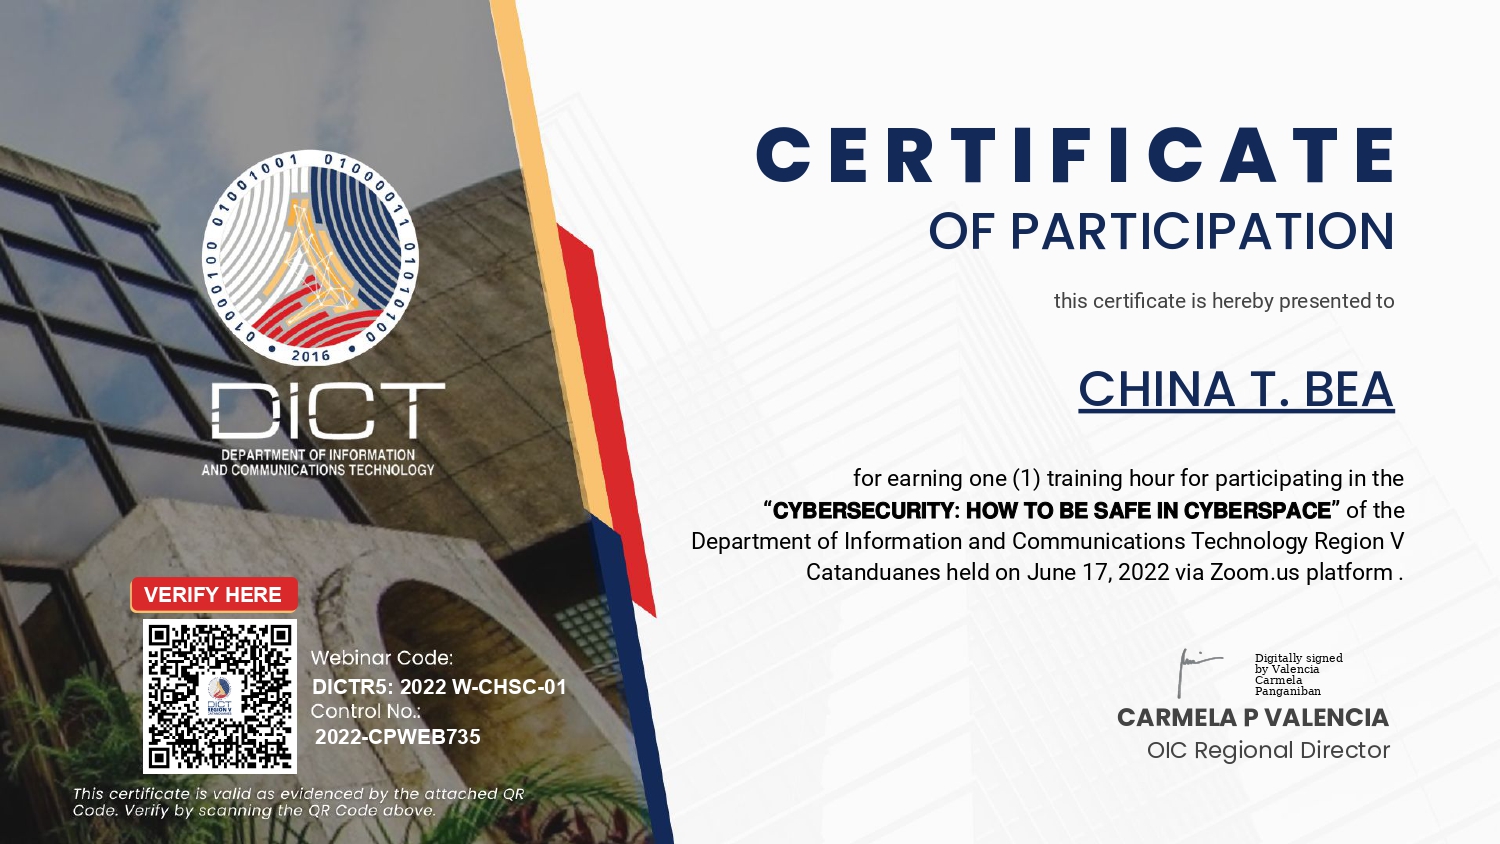 01000100 01001001 01000011 01010100
2016
DiCT
DEPARTMENT OF INFORMATION
AND COMMUNICATIONS TECHNOLOGY
VERIFY HERE
DICT
REGION V
Webinar Code:
DICTR5: 2022 W-CHSC-01
Control No.:
2022-CPWEB735
This certificate is valid as evidenced by the attached QR
Code. Verify by scanning the QR Code above.
CERTIFICATE
OF PARTICIPATION
this certificate is hereby presented to
CHINA T. BEA
for earning one (1) training hour for participating in the
“CYBERSECURITY: HOW TO BE SAFE IN CYBERSPACE” of the
Department of Information and Communications Technology Region V
Catanduanes held on June 17, 2022 via Zoom.us platform .
Digitally signed
by Valencia
Carmela
Panganiban
CARMELA P VALENCIA
OIC Regional Director